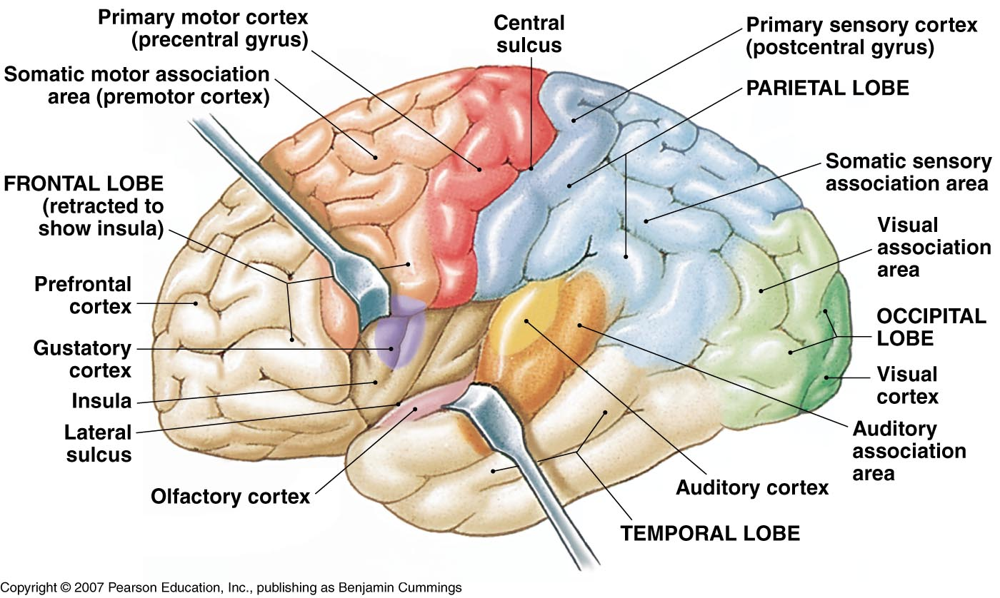 Primary motor cortex
(precentral gyrus)
Somatic motor association
area (premotor cortex)
FRONTAL LOBE
(retracted to
show insula)
Prefrontal
cortex
Gustatory
cortex
Insula
Lateral
sulcus
Olfactory cortex
Central
sulcus
Primary sensory cortex
(postcentral gyrus)
PARIETAL LOBE
Somatic sensory
association area
Visual
association
area
OCCIPITAL
LOBE
Visual
cortex
Auditory
association
area
Auditory cortex
TEMPORAL LOBE
Copyright © 2007 Pearson Education, Inc., publishing as Benjamin Cummings